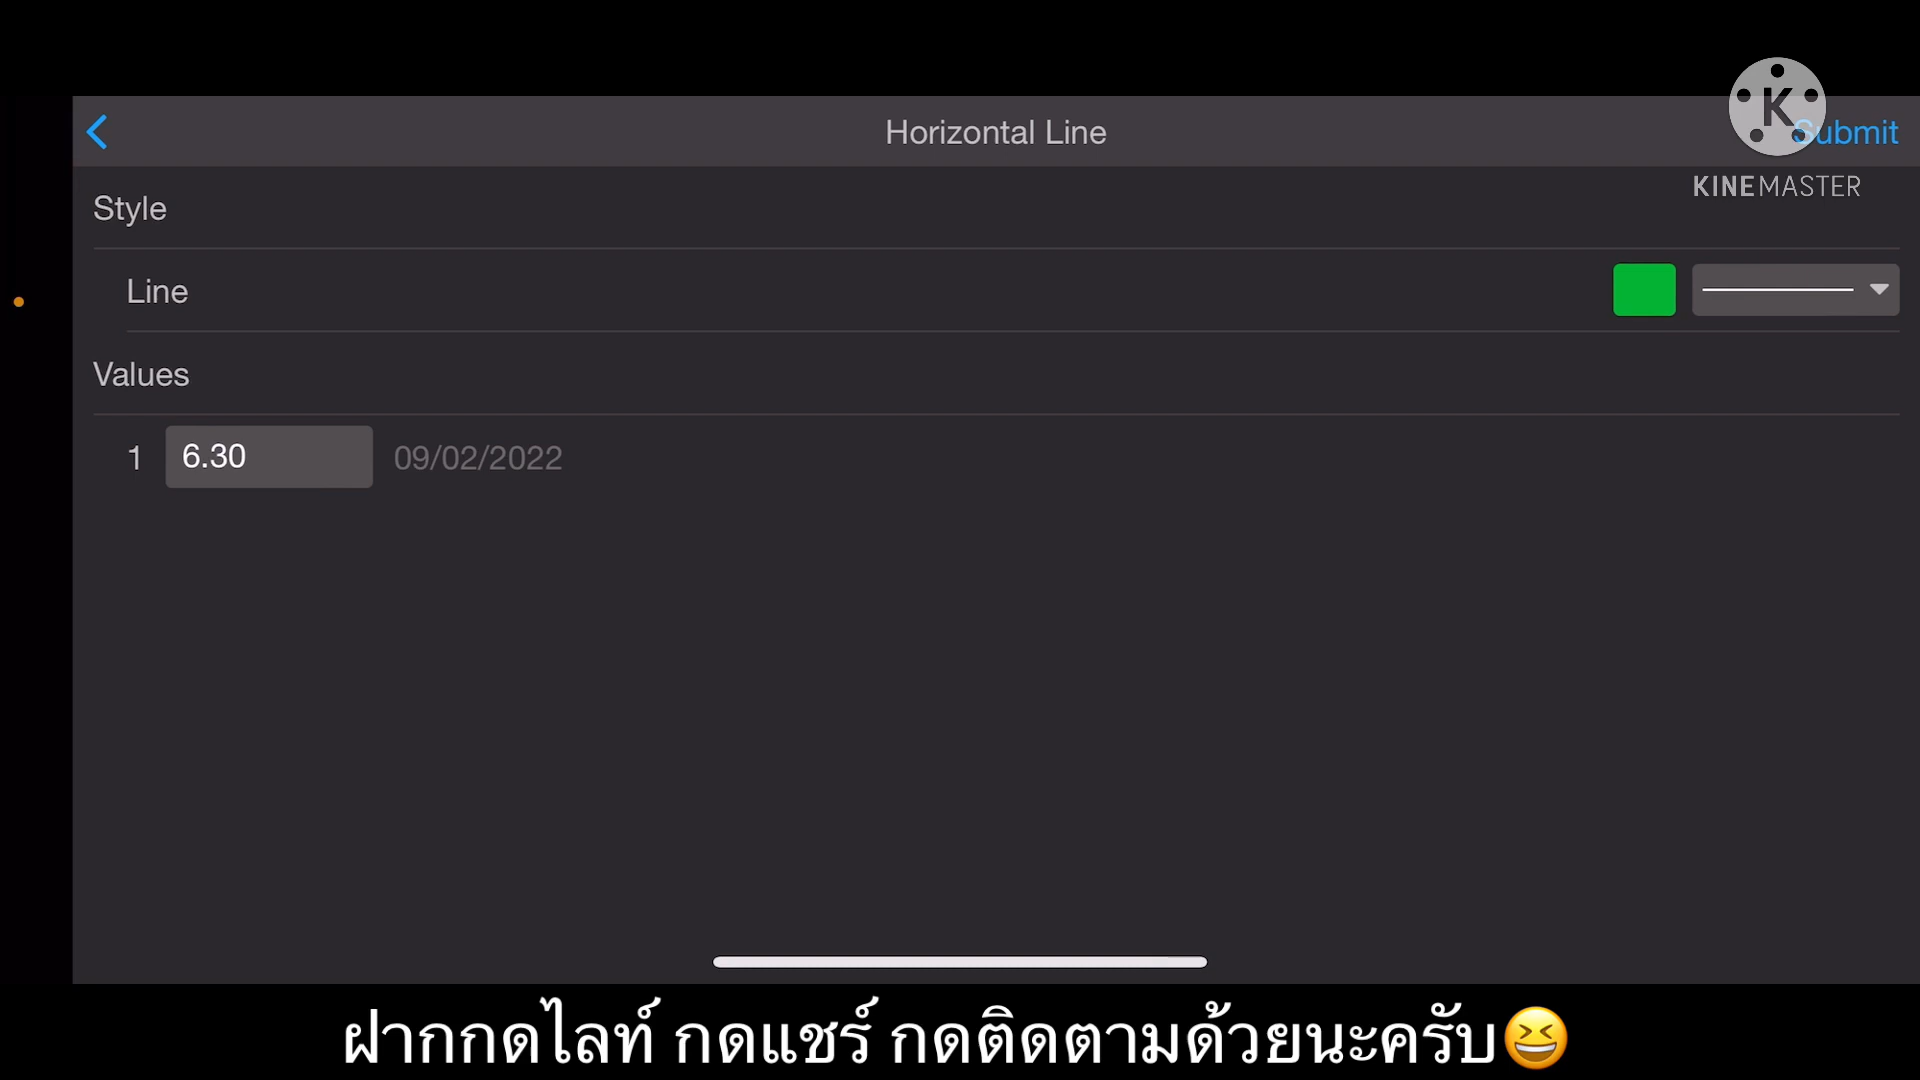 Horizontal Line
Submit
K
KINEMASTER
Style
Line
Values
1 6.30 09/02/2022
ฝากกดไลท์ กดแชร์ กดติดตามด้วยนะครับ😆